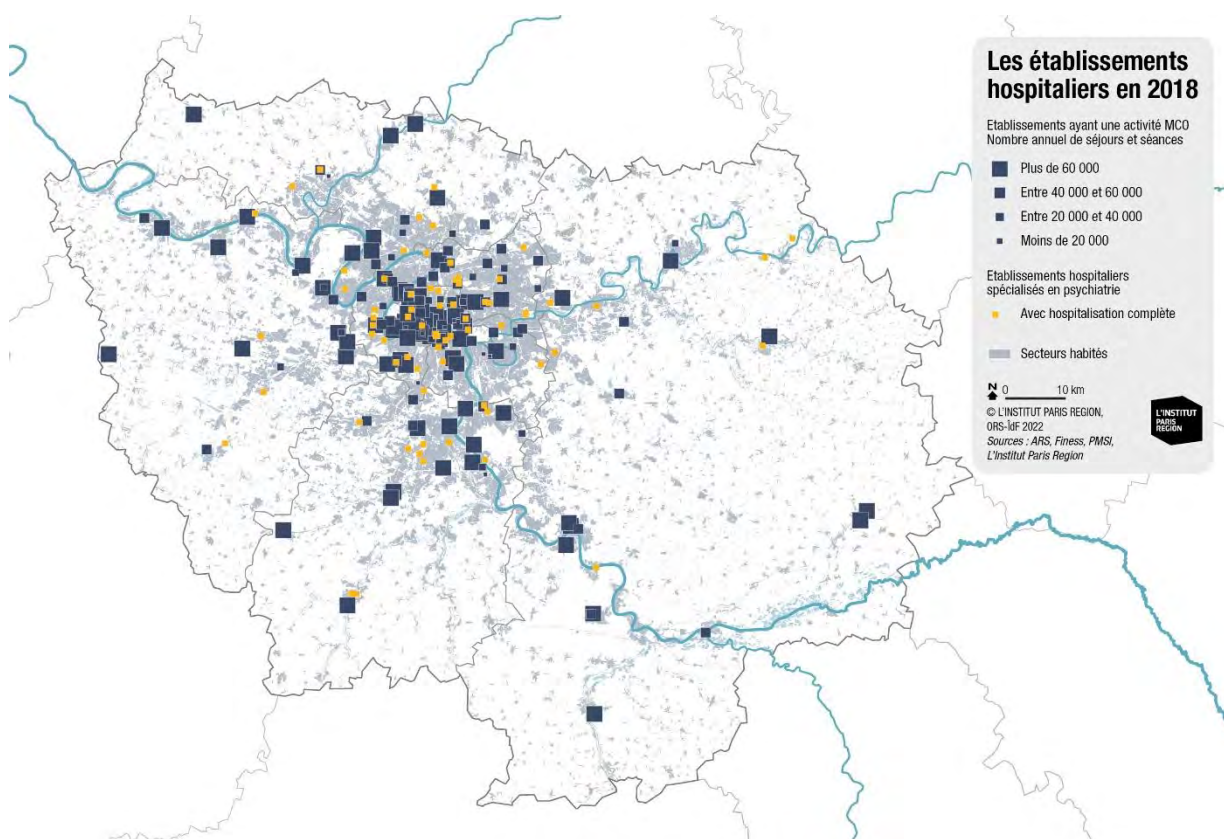 Les établissements
hospitaliers en 2018
Etablissements ayant une activité MCO
Nombre annuel de séjours et séances
Plus de 60 000
Entre 40 000 et 60 000
Entre 20 000 et 40 000
Moins de 20 000
Etablissements hospitaliers
spécialisés en psychiatrie
Avec hospitalisation complète
Secteurs habités
N 0 10 km
© L'INSTITUT PARIS REGION,
ORS-îdF 2022
Sources : ARS, Finess, PMSI,
L'Institut Paris Region
L'INSTITUT
PARIS
REGION